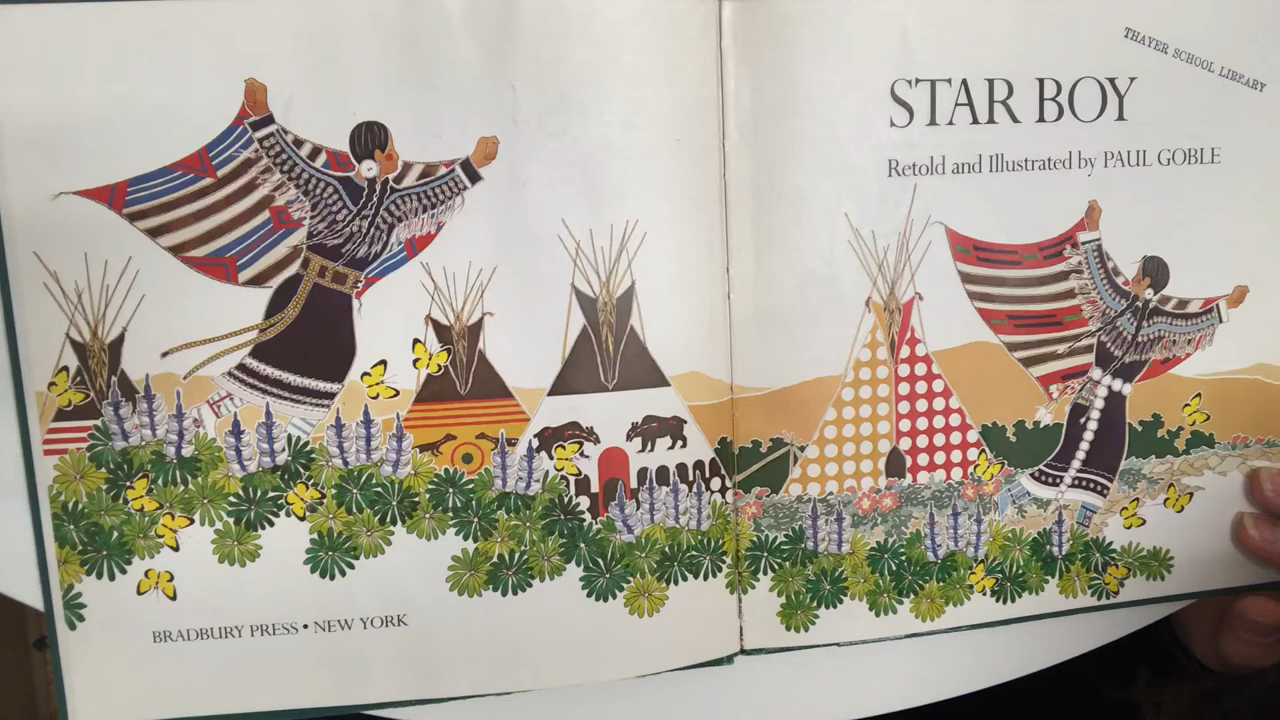 BRADBURY PRESS • NEW YORK
THAYER SCHOOL LIBRARY
STAR BOY
Retold and Illustrated by PAUL GOBLE